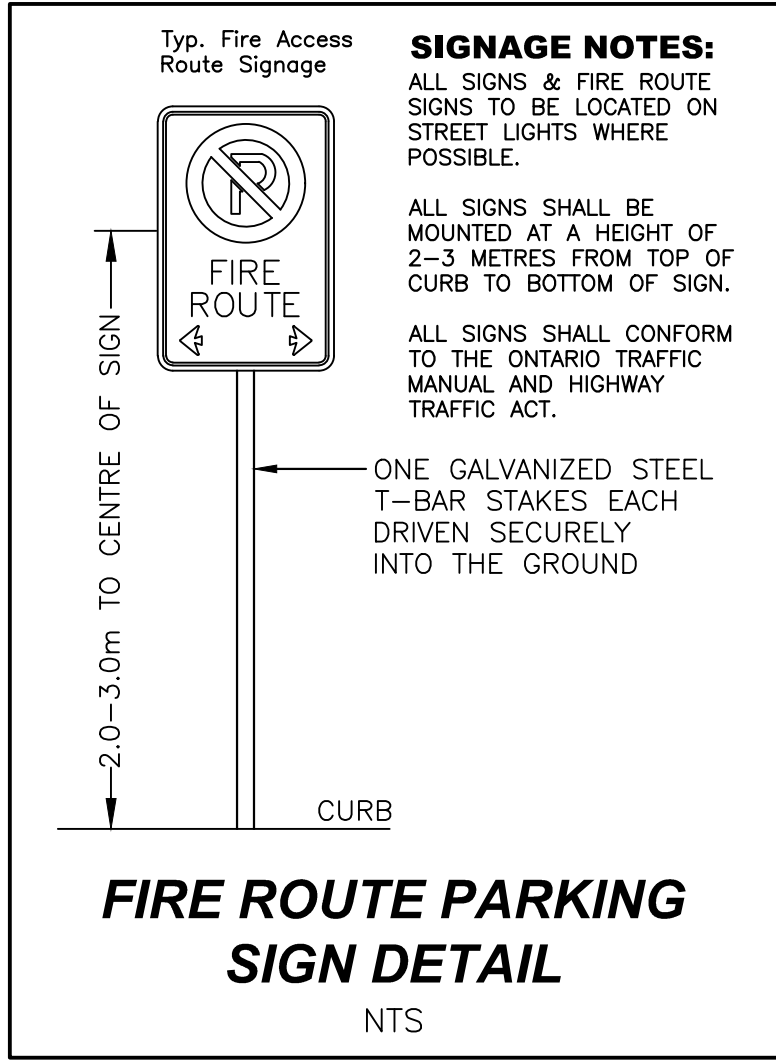 Typ. Fire Access
Route Signage
SIGNAGE NOTES:
ALL SIGNS & FIRE ROUTE
SIGNS TO BE LOCATED ON
STREET LIGHTS WHERE
POSSIBLE.
ALL SIGNS SHALL BE
MOUNTED AT A HEIGHT OF
2-3 METRES FROM TOP OF
CURB TO BOTTOM OF SIGN.
ALL SIGNS SHALL CONFORM
TO THE ONTARIO TRAFFIC
MANUAL AND HIGHWAY
TRAFFIC ACT.
P
FIRE
ROUTE
2.0-3.0m TO CENTRE OF SIGN
ONE GALVANIZED STEEL
T-BAR STAKES EACH
DRIVEN SECURELY
INTO THE GROUND
CURB
FIRE ROUTE PARKING
SIGN DETAIL
NTS